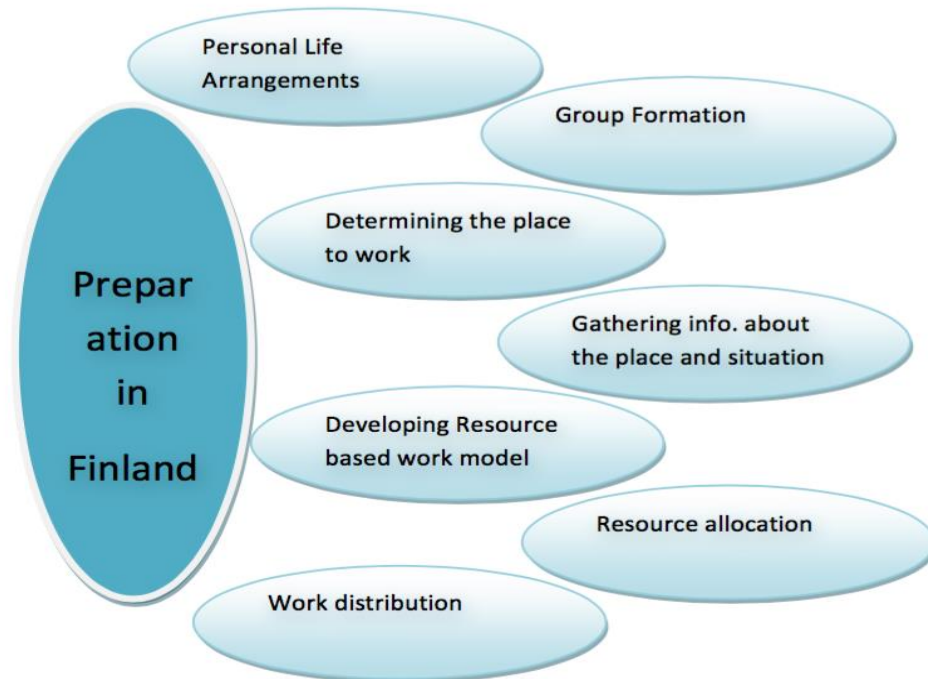 Personal Life
Arrangements
Group Formation
Determining the place
to work
Prepar
ation
in
Finland
Gathering info. about
the place and situation
Developing Resource
based work model
Resource allocation
Work distribution